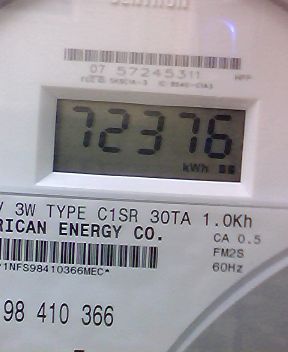 07 57245311
72376
kWh
V 3W TYPE C1SR 30TA 1.0Kh
RICAN ENERGY CO.
CA 0.5
FM2S
60Hz
1NFS98410366MEC*
98 410 366